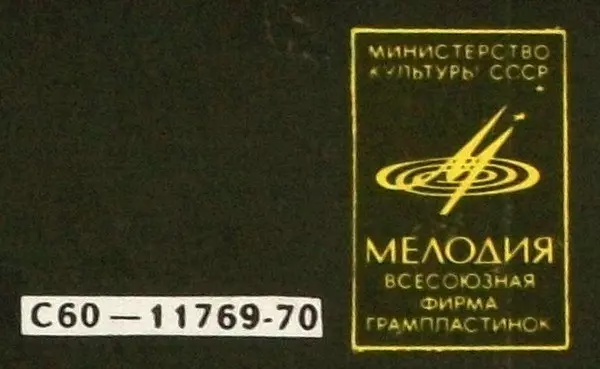 МИНИСТЕРСТВО
КУЛЬТУРЫ СССР
МЕЛОДИЯ
ВСЕСОЮЗНАЯ
ФИРМА
ГРАМПЛАСТИНОК
С60—11769-70